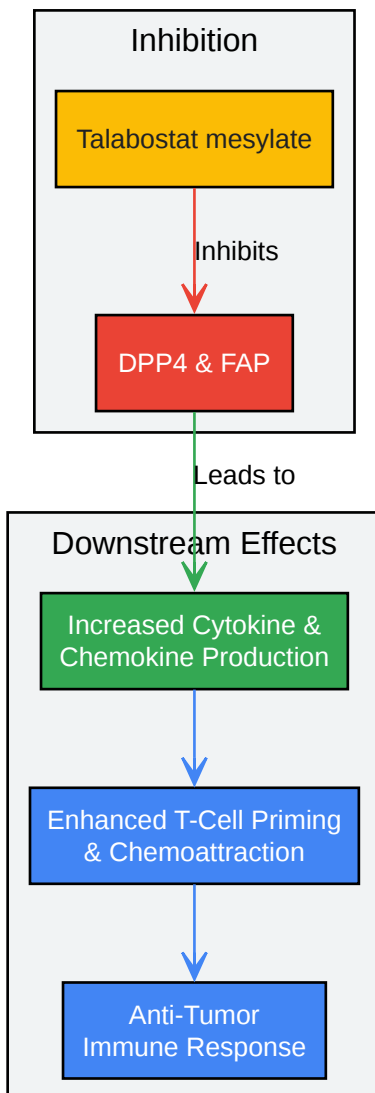 Inhibition
Talabostat mesylate
Inhibits
DPP4 & FAP
Leads to
Downstream Effects
Increased Cytokine &
Chemokine Production
Enhanced T-Cell Priming
& Chemoattraction
Anti-Tumor
Immune Response